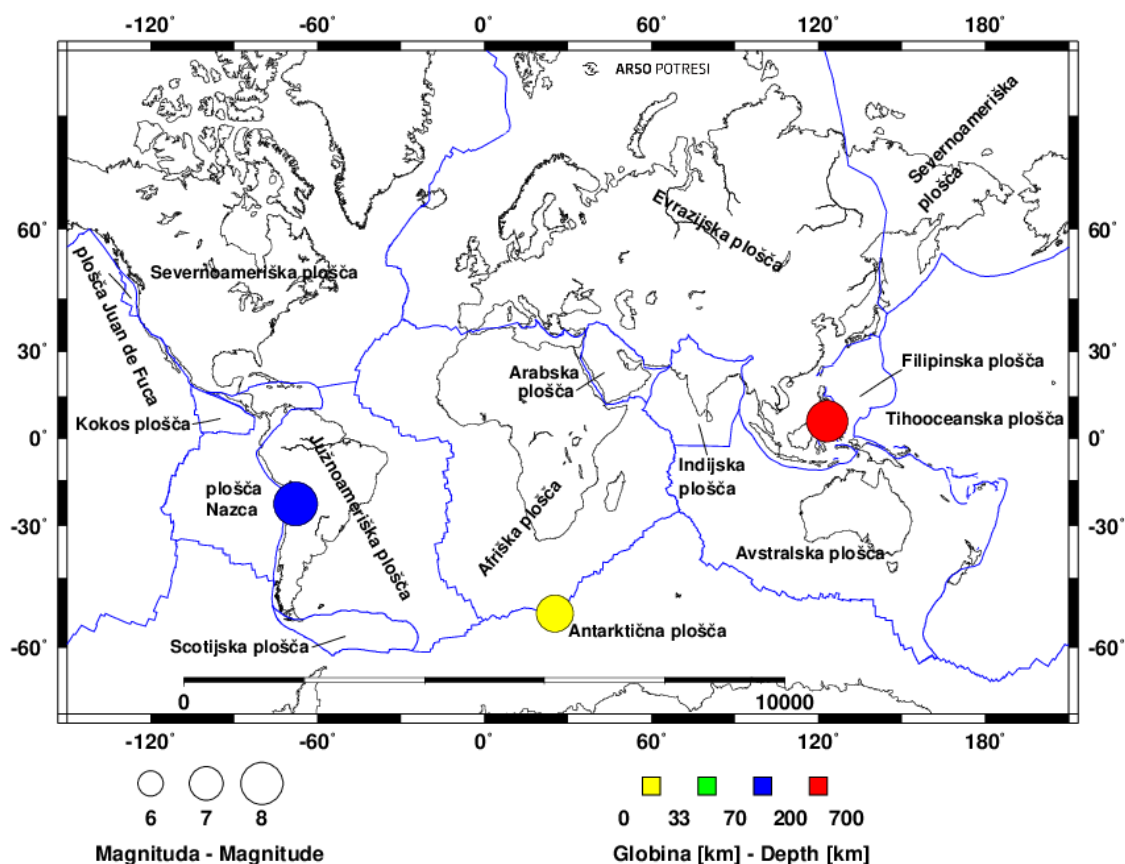 -120° -60° 0° 60° 120° 180°
ARSO POTRESI
60° 60°
30° 30°
0° 0°
-30° -30°
-60° -60°
Severnoameriška
plošča
Evrazijska plošča
Severnoameriška plošča
plošča Juan de Fuca
Filipinska plošča
Arabska
plošča
Kokos plošča
Tihooceanska plošča
Južnoameriška plošča
Indijska
plošča
plošča
Nazca
Afriška plošča
Avstralska plošča
Antarktična plošča
Scotijska plošča
0 10000
-120° -60° 0° 60° 120° 180°
6 7 8
Magnituda - Magnitude
0 33 70 200 700
Globina [km] - Depth [km]